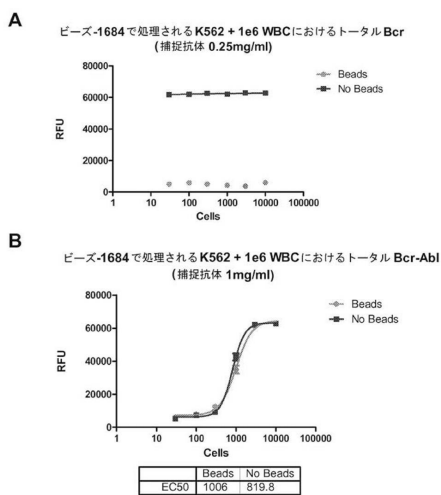 A
ビーズ-1684で処理されるK562 + 1e6 WBCにおけるトータル Bcr
(捕捉抗体 0.25mg/ml)
80000
60000
40000
20000
0
RFU
1 10 100 1000 10000 100000
Cells
Beads
No Beads
B
ビーズ-1684で処理されるK562 + 1e6 WBCにおけるトータル Bcr-Abl
(捕捉抗体 1mg/ml)
80000
60000
40000
20000
0
RFU
1 10 100 1000 10000 100000
Cells
Beads
No Beads
Beads No Beads
EC50 1006 819.8